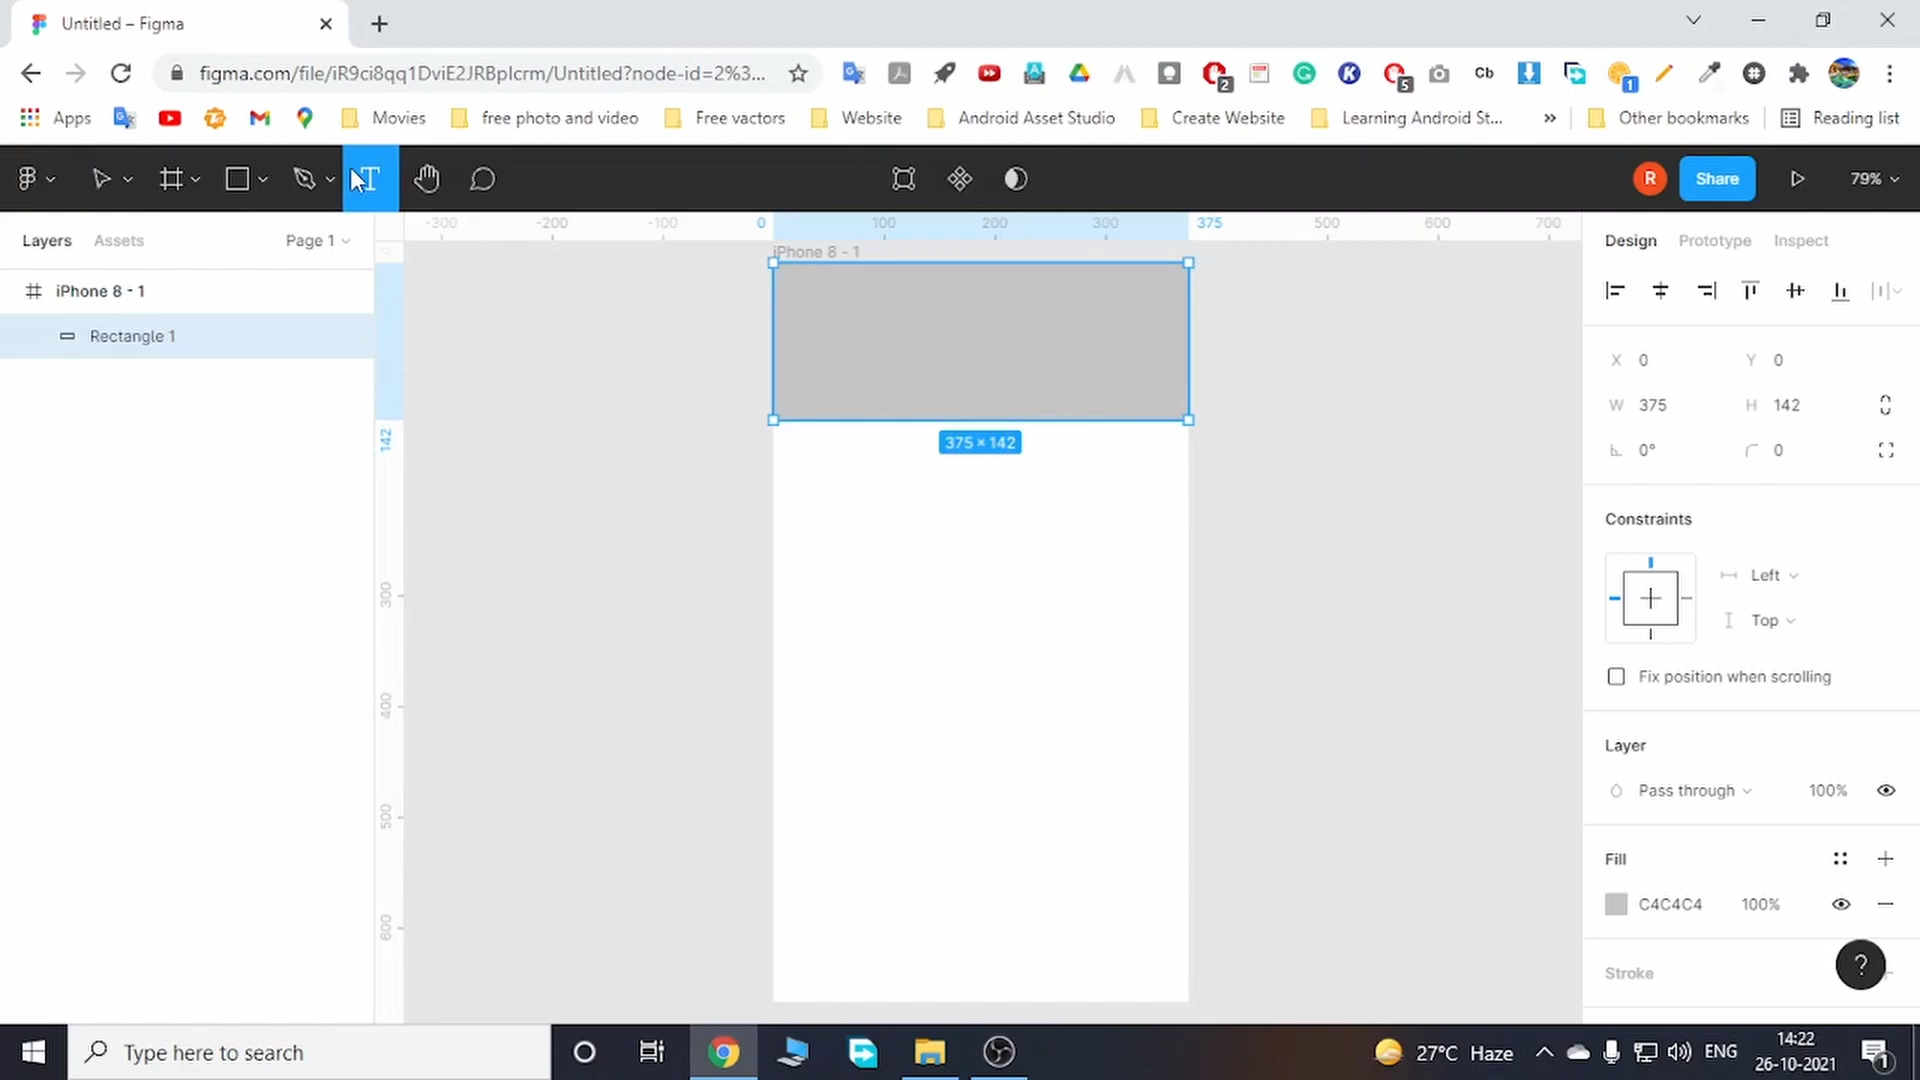 Untitled – Figma
figma.com/file/iR9ci8qq1DviE2JRBplcrm/Untitled?node-id=2%3...
2
5
Cb
1
Apps
Movies
free photo and video
Free vactors
Website
Android Asset Studio
Create Website
Learning Android St...
»
Other bookmarks
Reading list
T
R
Share
79%
Layers
Assets
Page 1
-300
-200
-100
0
100
200
300
375
500
600
700
Design
Prototype
Inspect
iPhone 8 - 1
iPhone 8 - 1
Rectangle 1
X 0
Y 0
W 375
H 142
142
375 × 142
0°
0
Constraints
Left
Top
300
400
500
600
Fix position when scrolling
Layer
Pass through
100%
Fill
C4C4C4
100%
Stroke
?
Type here to search
27°C Haze
ENG
14:22
26-10-2021
1